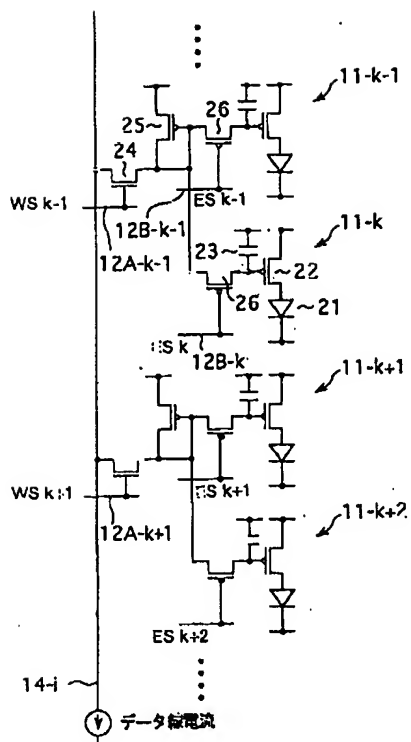 11-k-1
25
26
24
WS k-1
12A-k-1
12B-k-1
ES k-1
11-k
23
22
26
21
ES k
12B-k
11-k+1
WS k+1
ES k+1
12A-k+1
11-k+2
ES k+2
14-i
データ線電流